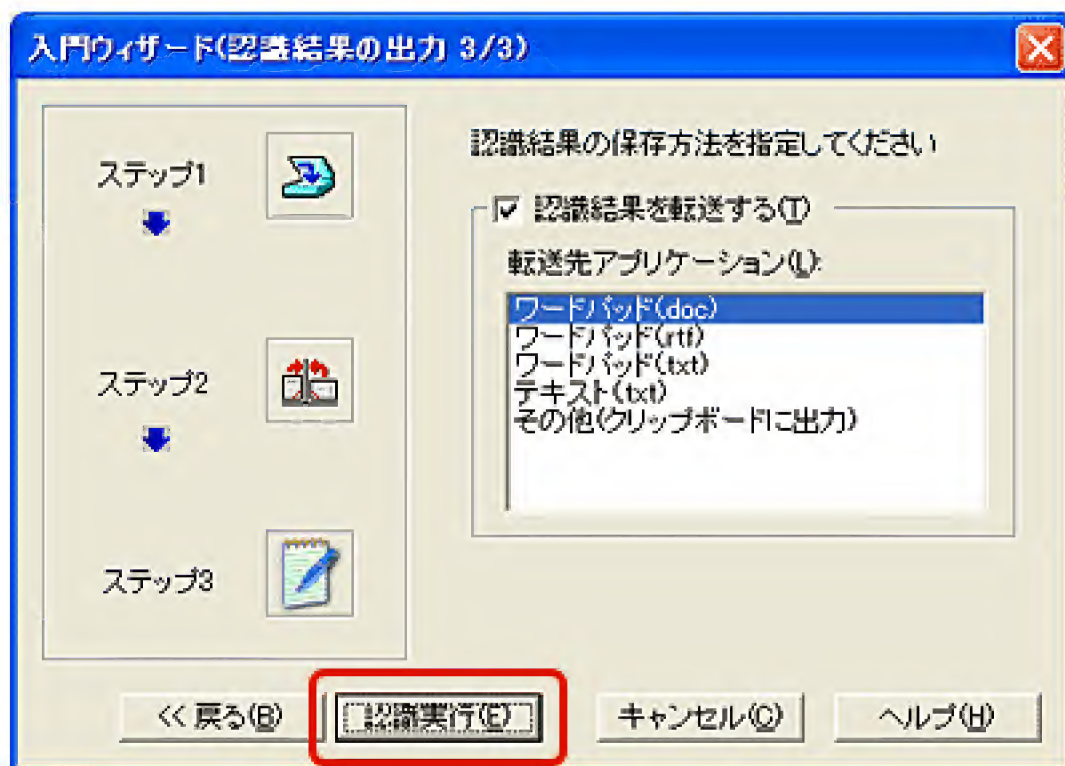 入門ウィザード(認識結果の出力 3/3)
ステップ1
ステップ2
ステップ3
認識結果の保存方法を指定してください
認識結果を転送する(T)
転送先アプリケーション(L):
ワードパッド(doc)
ワードパッド(rtf)
ワードパッド(txt)
テキスト(txt)
その他(クリップボードに出力)
<< 戻る(B)
認識実行(E)
キャンセル(C)
ヘルプ(H)